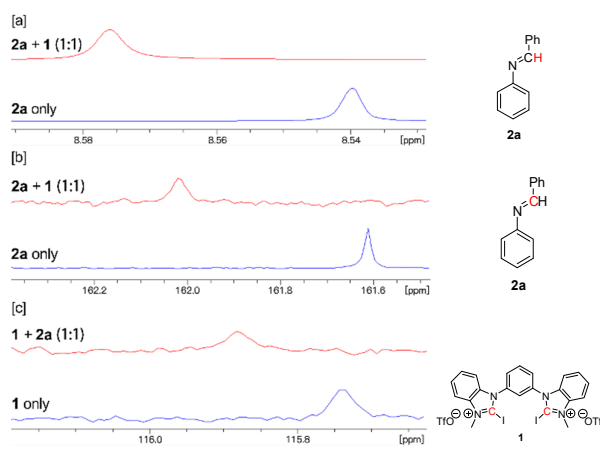 [a]
2a + 1 (1:1)
2a only
8.58 8.56 8.54 [ppm]
Ph
N CH
2a
[b]
2a + 1 (1:1)
2a only
162.2 162.0 161.8 161.6 [ppm]
Ph
N CH
2a
[c]
1 + 2a (1:1)
1 only
116.0 115.8 [ppm]
N N
TfO⊖ N⊕ C I I C N⊕ ⊖OTf
1